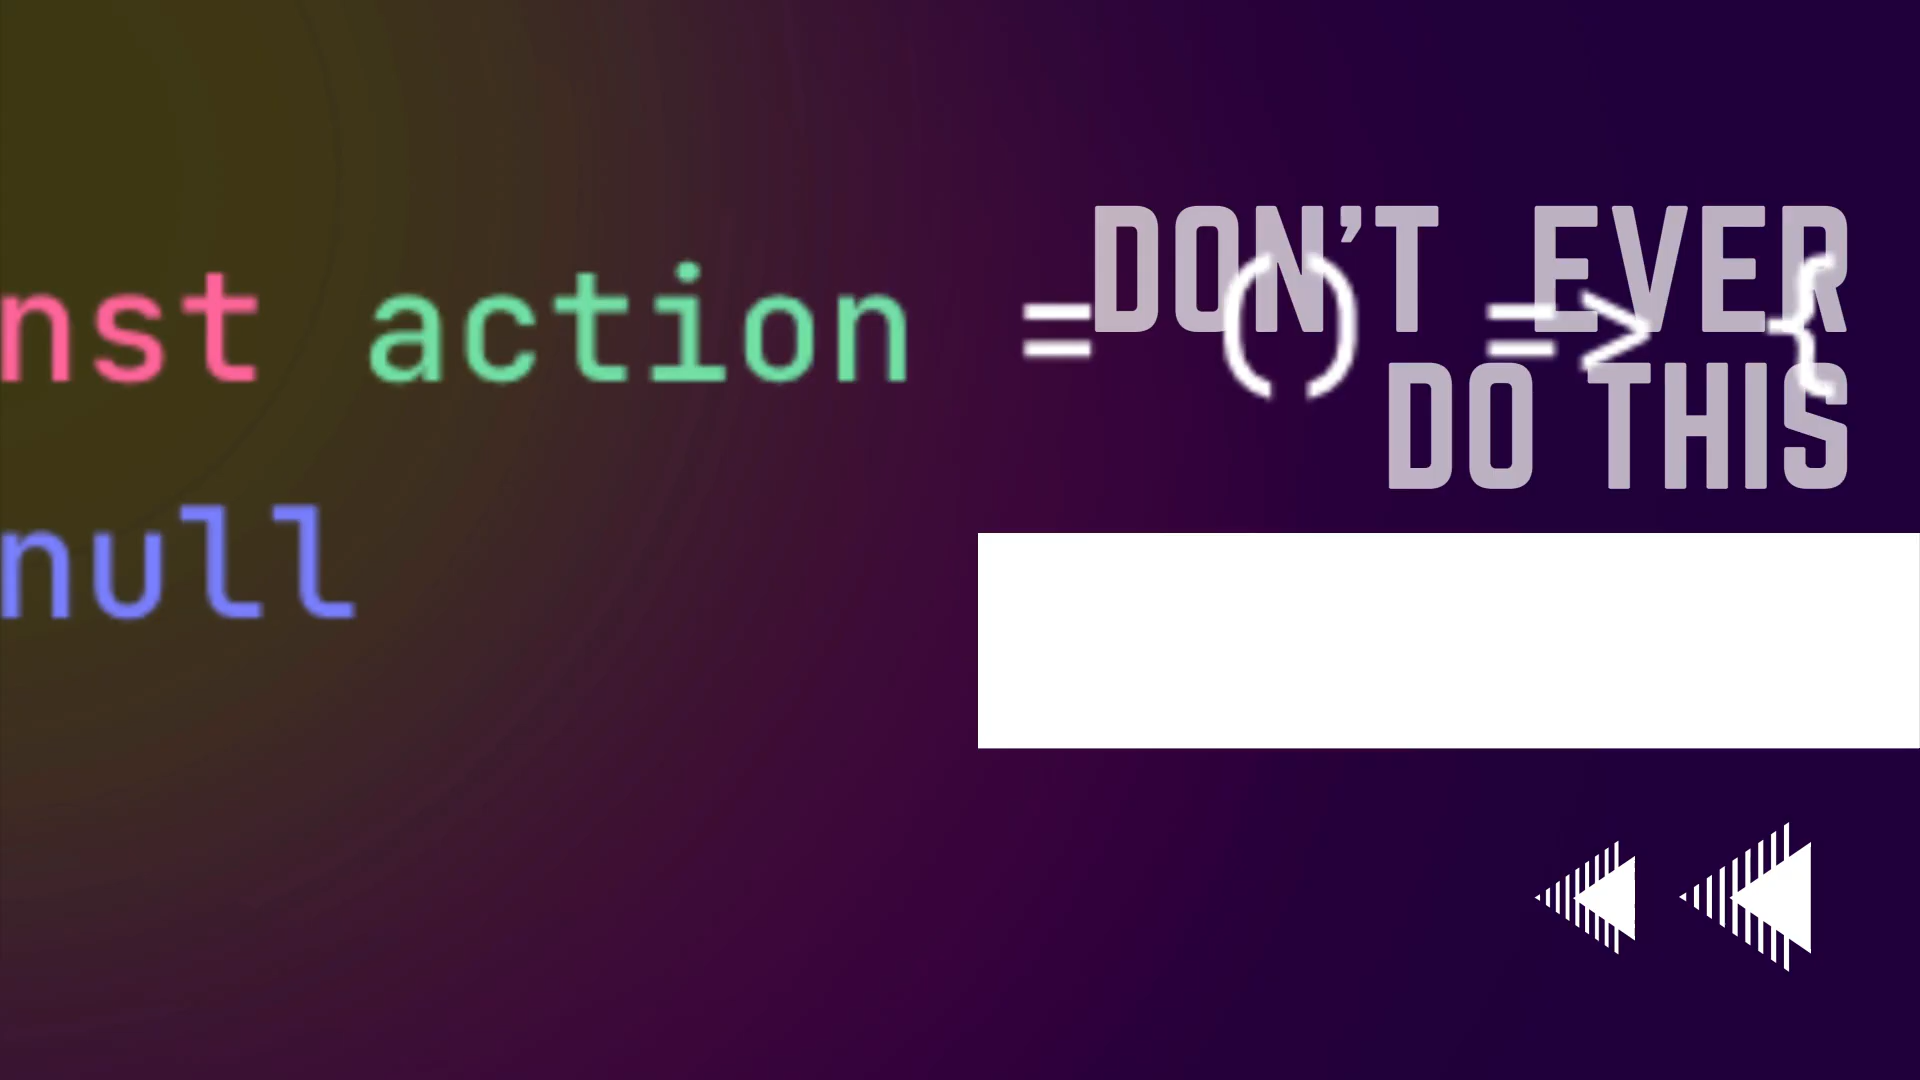 nst action = () => {
null
DON'T EVER
DO THIS